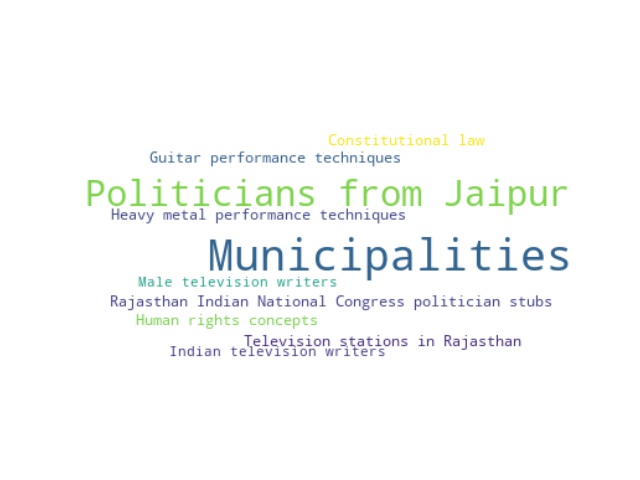 Constitutional law
Guitar performance techniques
Politicians from Jaipur
Heavy metal performance techniques
Municipalities
Male television writers
Rajasthan Indian National Congress politician stubs
Human rights concepts
Television stations in Rajasthan
Indian television writers